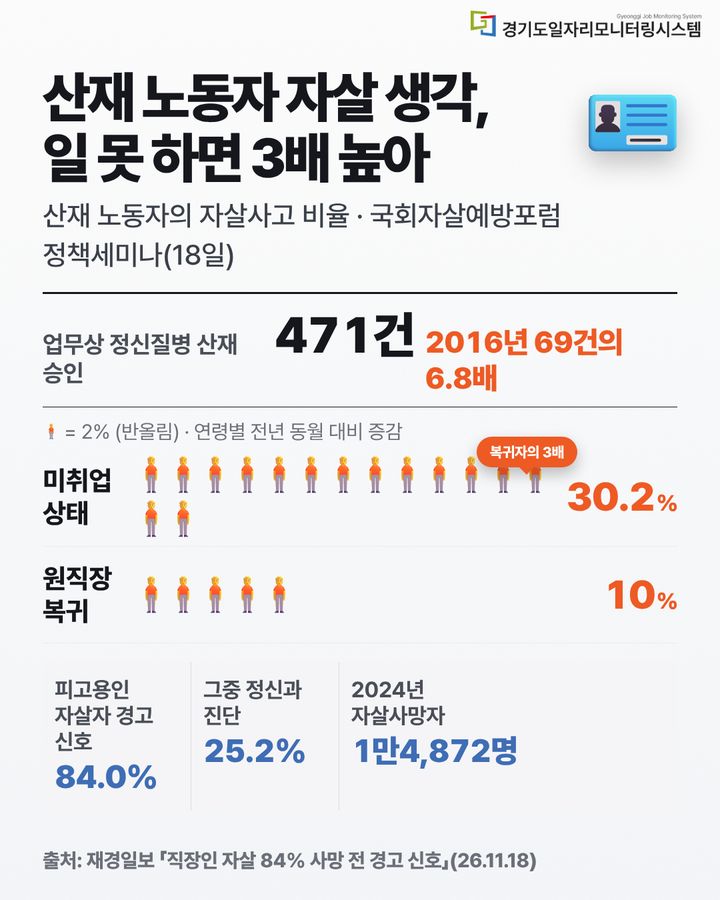 Gyeonggi Job Monitoring System
경기도일자리모니터링시스템
산재 노동자 자살 생각,
일 못 하면 3배 높아
산재 노동자의 자살사고 비율 · 국회자살예방포럼
정책세미나(18일)
업무상 정신질병 산재
승인
471건
2016년 69건의
6.8배
= 2% (반올림) · 연령별 전년 동월 대비 증감
복귀자의 3배
미취업
상태
30.2%
원직장
복귀
10%
피고용인
자살자 경고
신호
84.0%
그중 정신과
진단
25.2%
2024년
자살사망자
1만4,872명
출처: 재경일보 「직장인 자살 84% 사망 전 경고 신호」(26.11.18)